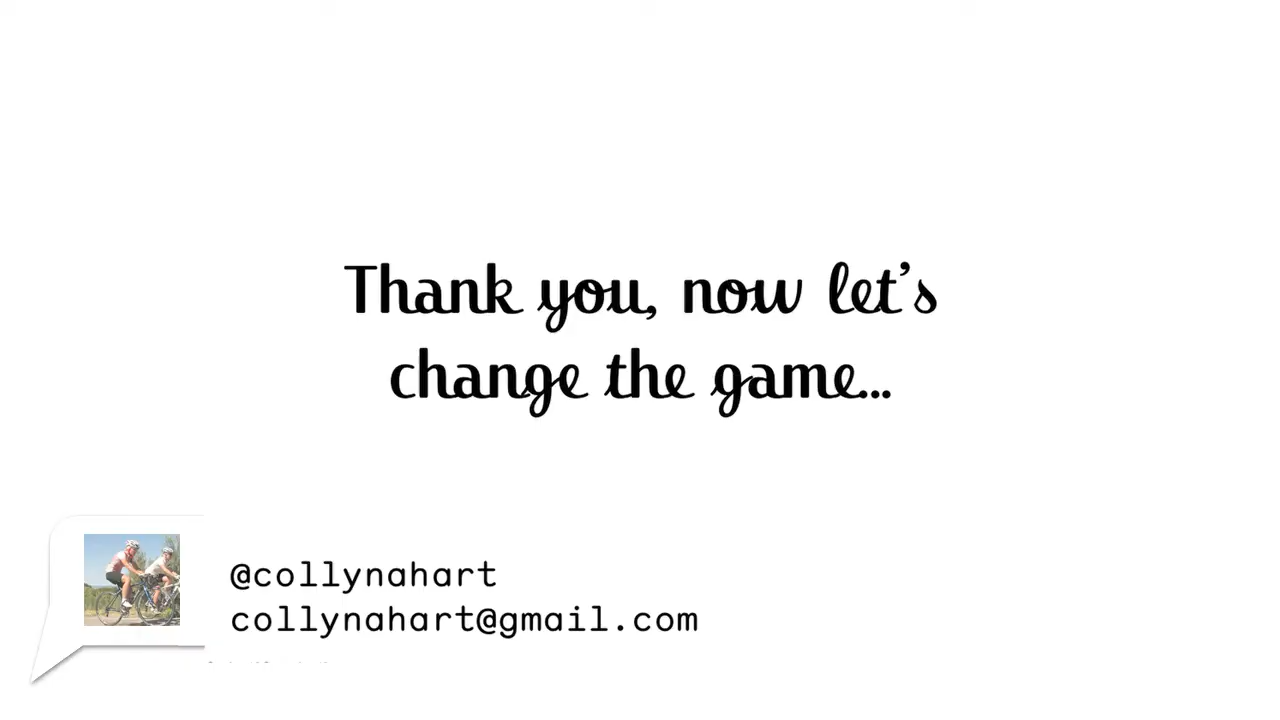 Thank you, now let’s
change the game...
@collynahart
collynahart@gmail.com